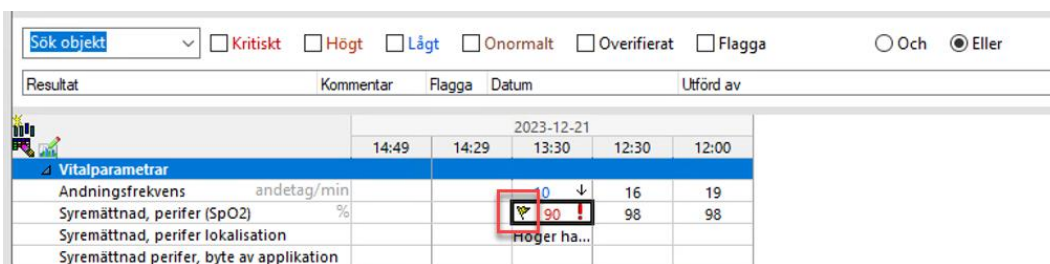 Sök objekt Kritiskt Högt Lågt Onormalt Overifierat Flagga Och Eller
Resultat Kommentar Flagga Datum Utförd av
2023-12-21
14:49 14:29 13:30 12:30 12:00
Vitalparametrar
Andningsfrekvens andetag/min 10 ↓ 16 19
Syremättnad, perifer (SpO2) % 90 ! 98 98
Syremättnad, perifer lokalisation Höger ha...
Syremättnad perifer, byte av applikation